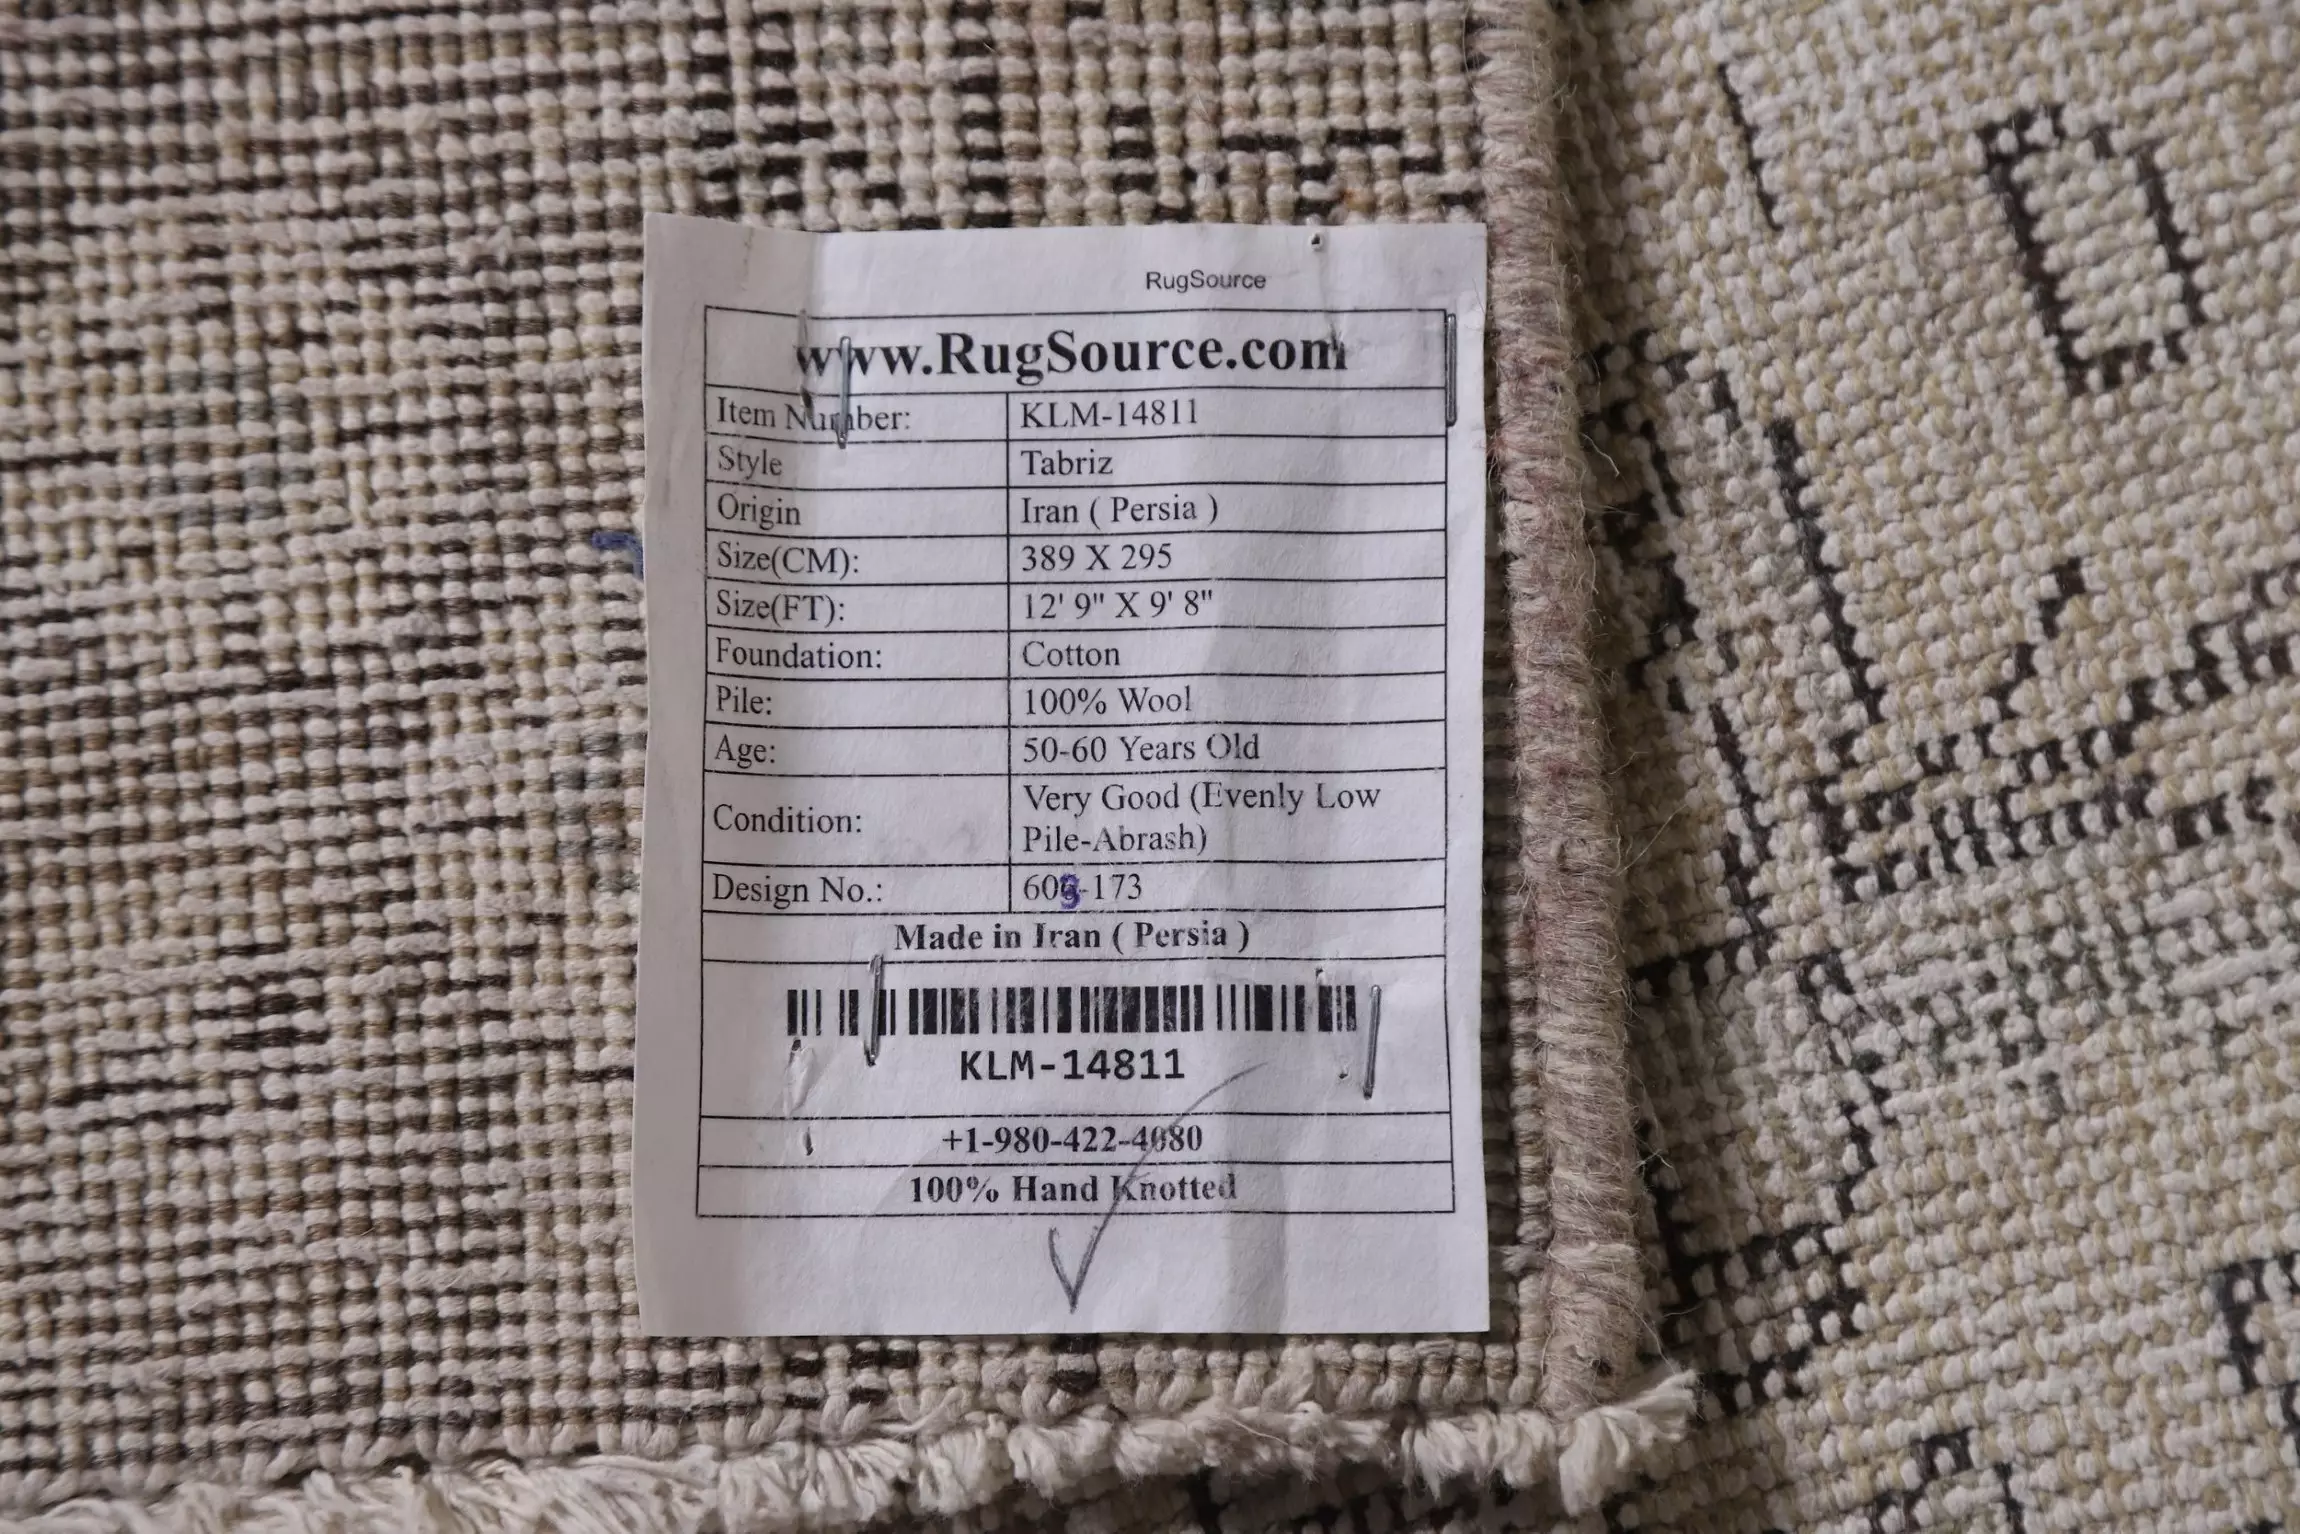 RugSource
www.RugSource.com
Item Number: KLM-14811
Style Tabriz
Origin Iran ( Persia )
Size(CM): 389 X 295
Size(FT): 12' 9" X 9' 8"
Foundation: Cotton
Pile: 100% Wool
Age: 50-60 Years Old
Condition: Very Good (Evenly Low
Pile-Abrash)
Design No.:
Made in Iran ( Persia )
KLM-14811
+1-980-422-4080
100% Hand Knotted